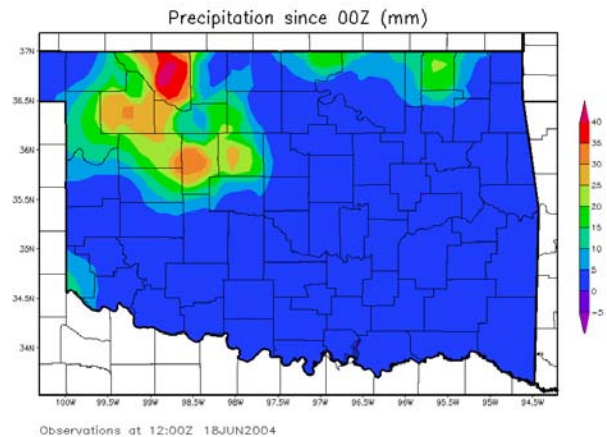 Precipitation since 00Z (mm)
37N
36.5N
36N
35.5N
35N
34.5N
34N
40
35
30
25
20
15
10
5
0
-5
100W 99.5W 99W 98.5W 98W 97.5W 97W 96.5W 96W 95.5W 95W 94.5W
Observations at 12:00Z 18JUN2004